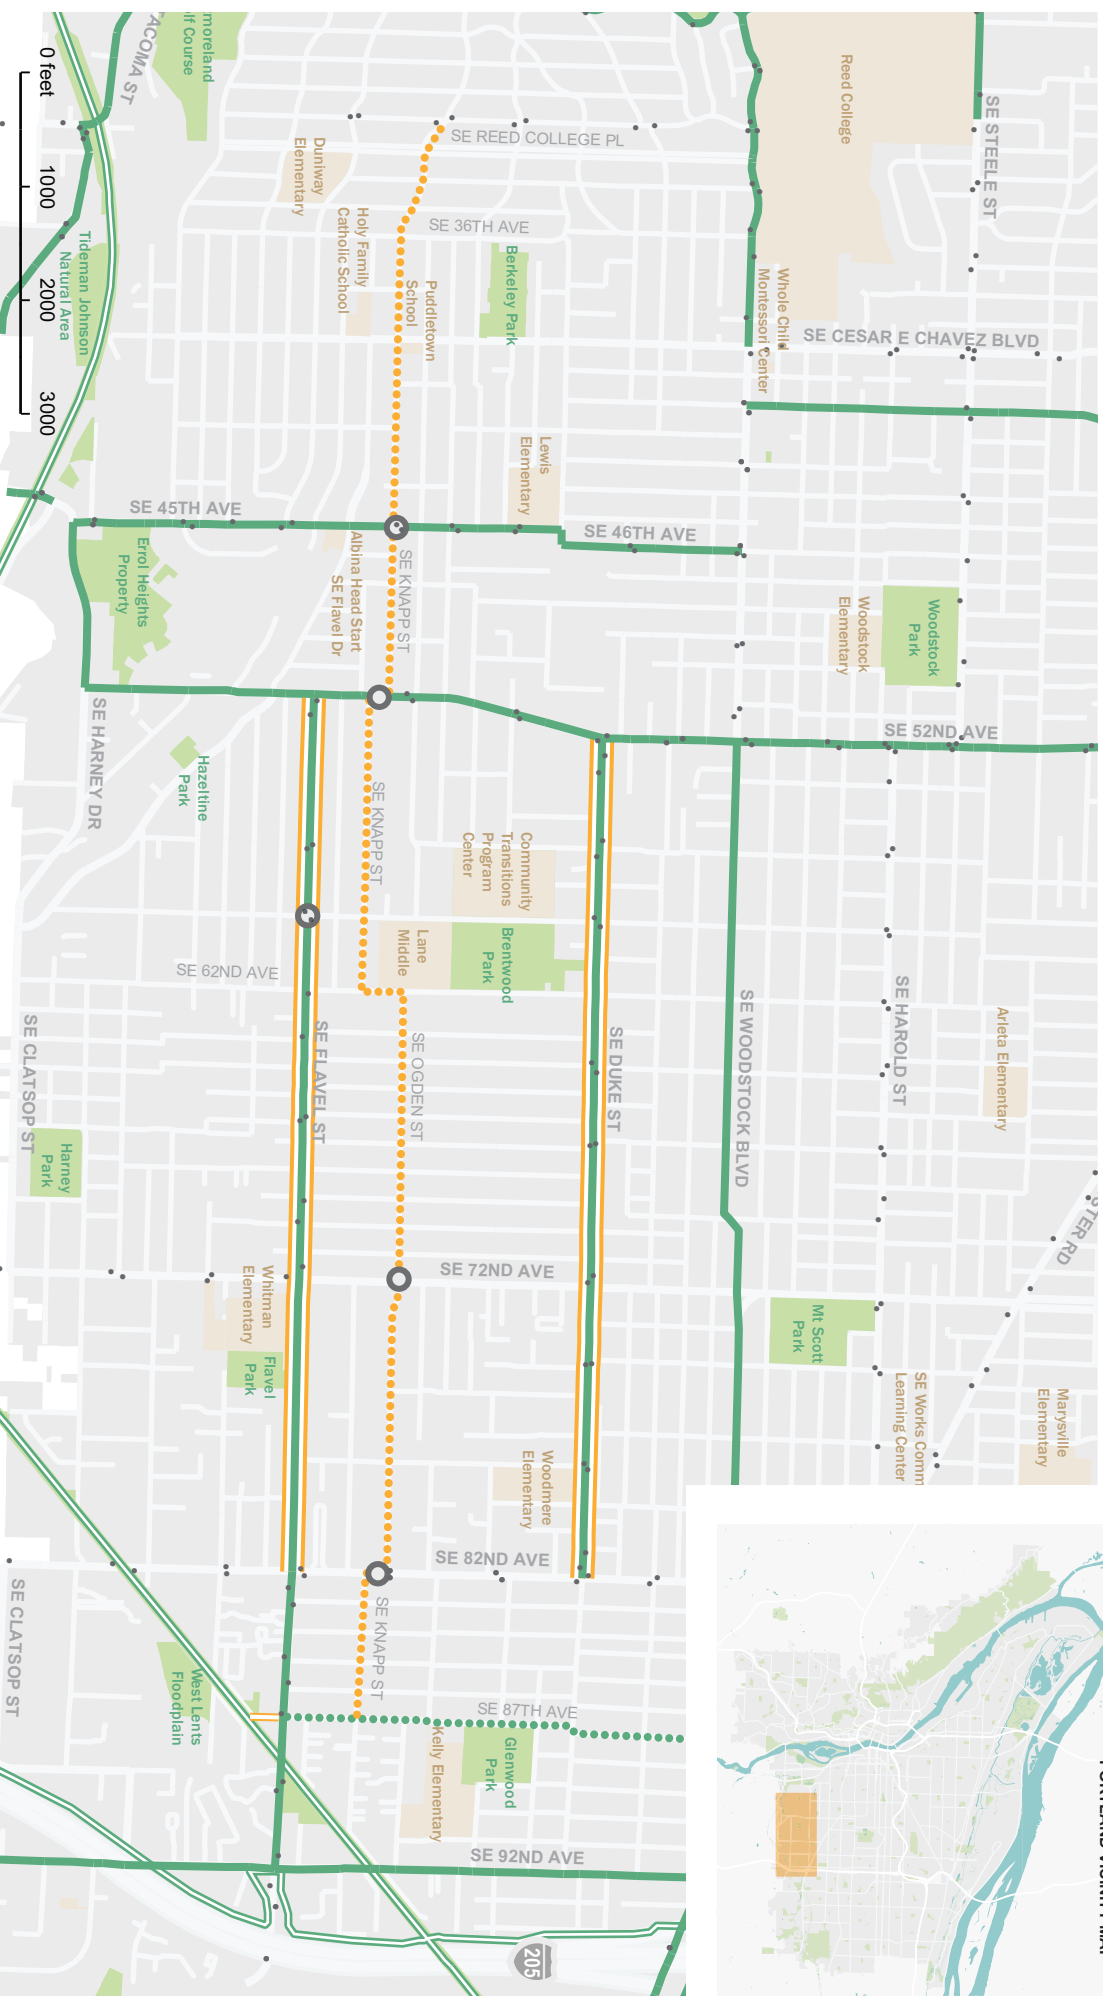 moreland
lf Course
ACOMA ST
0 feet
1000
2000
3000
Reed College
SE STEELE ST
SE REED COLLEGE PL
Duniway
Elementary
Holy Family
Catholic School
SE 36TH AVE
Berkeley Park
Puddletown
School
Tideman Johnson
Natural Area
Whole Child
Montessori Center
SE CESAR E CHAVEZ BLVD
Lewis
Elementary
SE 45TH AVE
SE 46TH AVE
Errol Heights
Property
Albina Head Start
SE Flavel Dr
SE KNAPP ST
Woodstock
Elementary
Woodstock
Park
SE HARNEY DR
SE 52ND AVE
Hazeltine
Park
SE KNAPP ST
Community
Transitions
Program
Center
Lane
Middle
Brentwood
Park
SE 62ND AVE
SE CLATSOP ST
SE FLAVEL ST
SE OGDEN ST
SE DUKE ST
SE WOODSTOCK BLVD
SE HAROLD ST
Arleta Elementary
Harney
Park
STER RD
SE 72ND AVE
Whitman
Elementary
Flavel
Park
Mt Scott
Park
SE Works Comm
Learning Center
Marysville
Elementary
Woodmere
Elementary
SE 82ND AVE
SE CLATSOP ST
SE KNAPP ST
West Lents
Floodplain
SE 87TH AVE
Kelly Elementary
Glenwood
Park
SE 92ND AVE
205